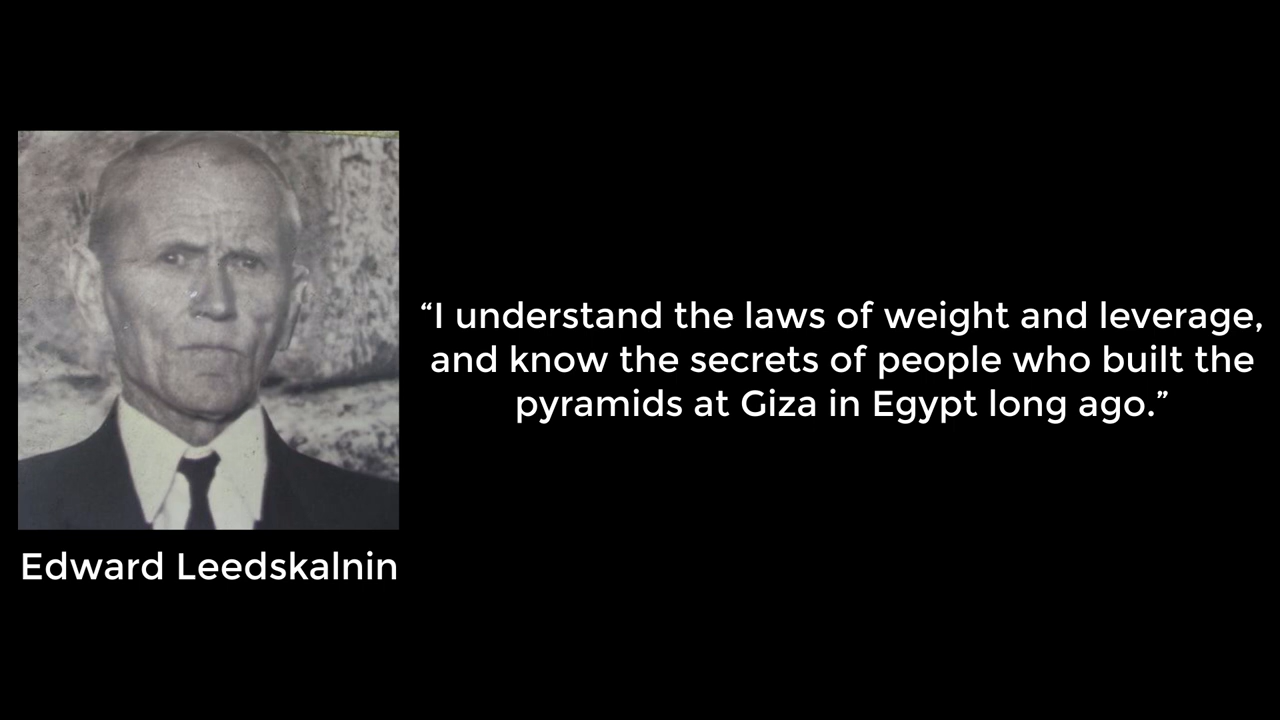 “I understand the laws of weight and leverage,
and know the secrets of people who built the
pyramids at Giza in Egypt long ago.”
Edward Leedskalnin